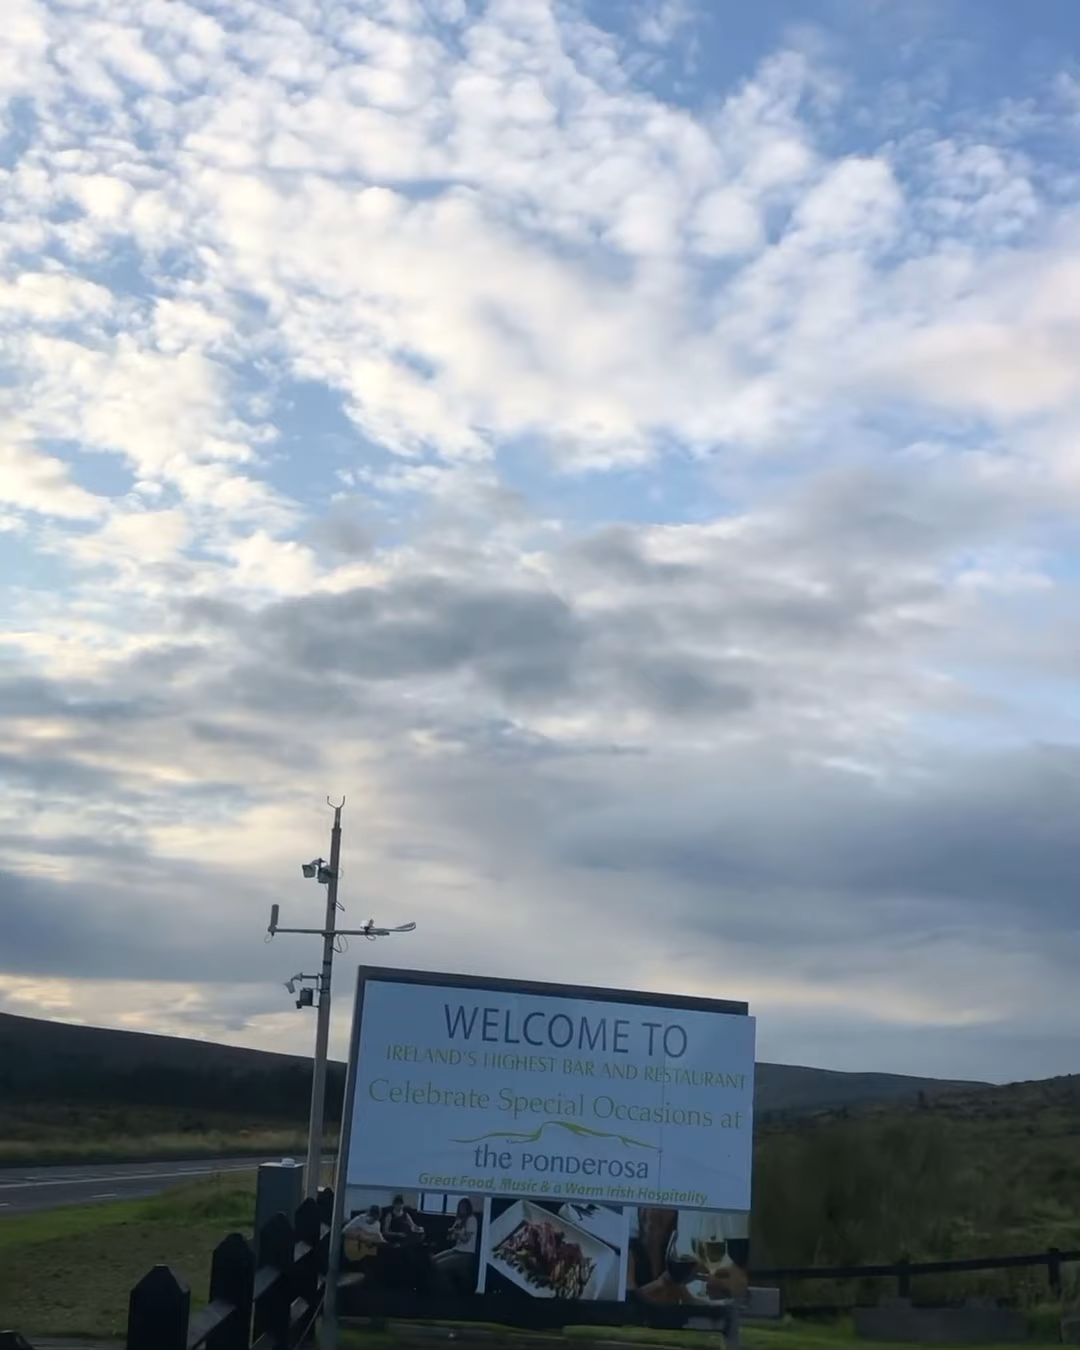 WELCOME TO
IRELAND'S HIGHEST BAR AND RESTAURANT
Celebrate Special Occasions at
the PONDEROSA
Great Food, Music & a Warm Irish Hospitality